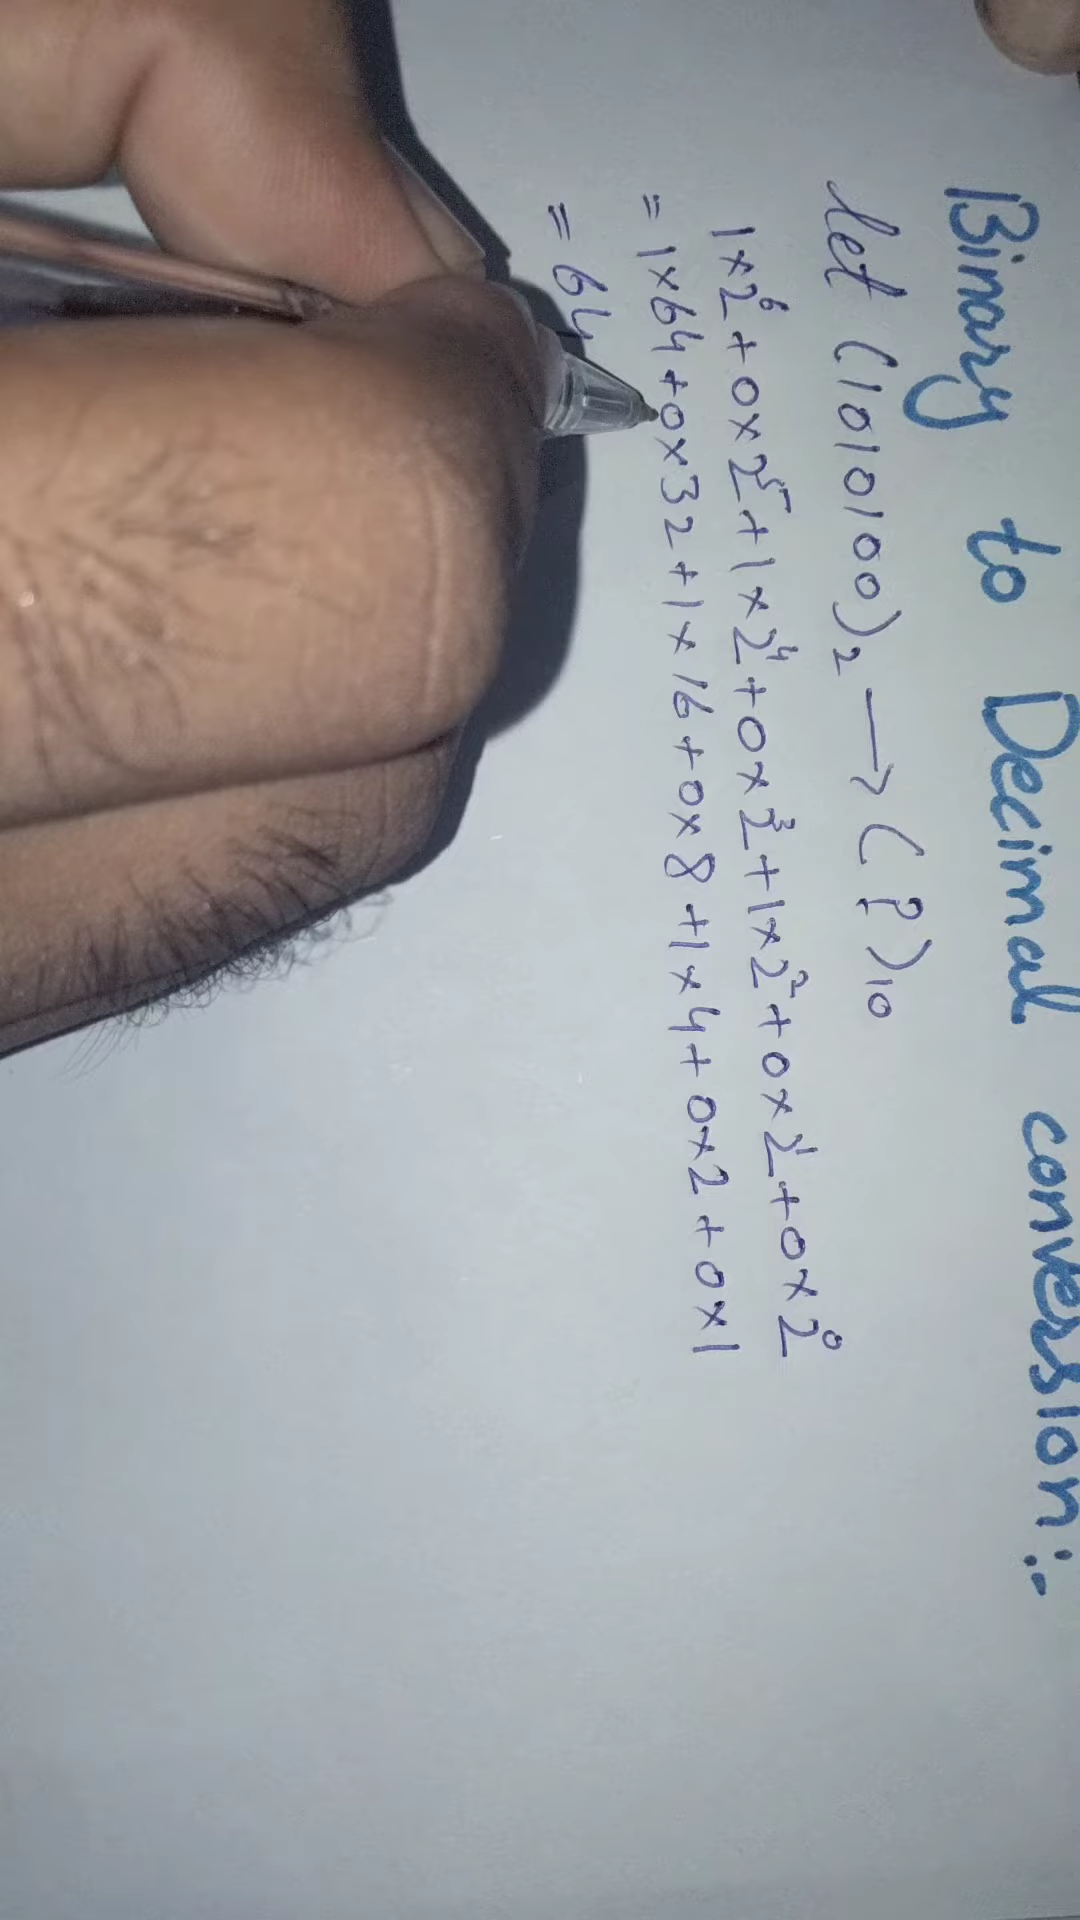 Binary to Decimal conversion:-
let (1010100)₂ → (?)₁₀
1×2⁶+0×2⁵+1×2⁴+0×2³+1×2²+0×2¹+0×2⁰
=1×64+0×32+1×16+0×8+1×4+0×2+0×1
= 64